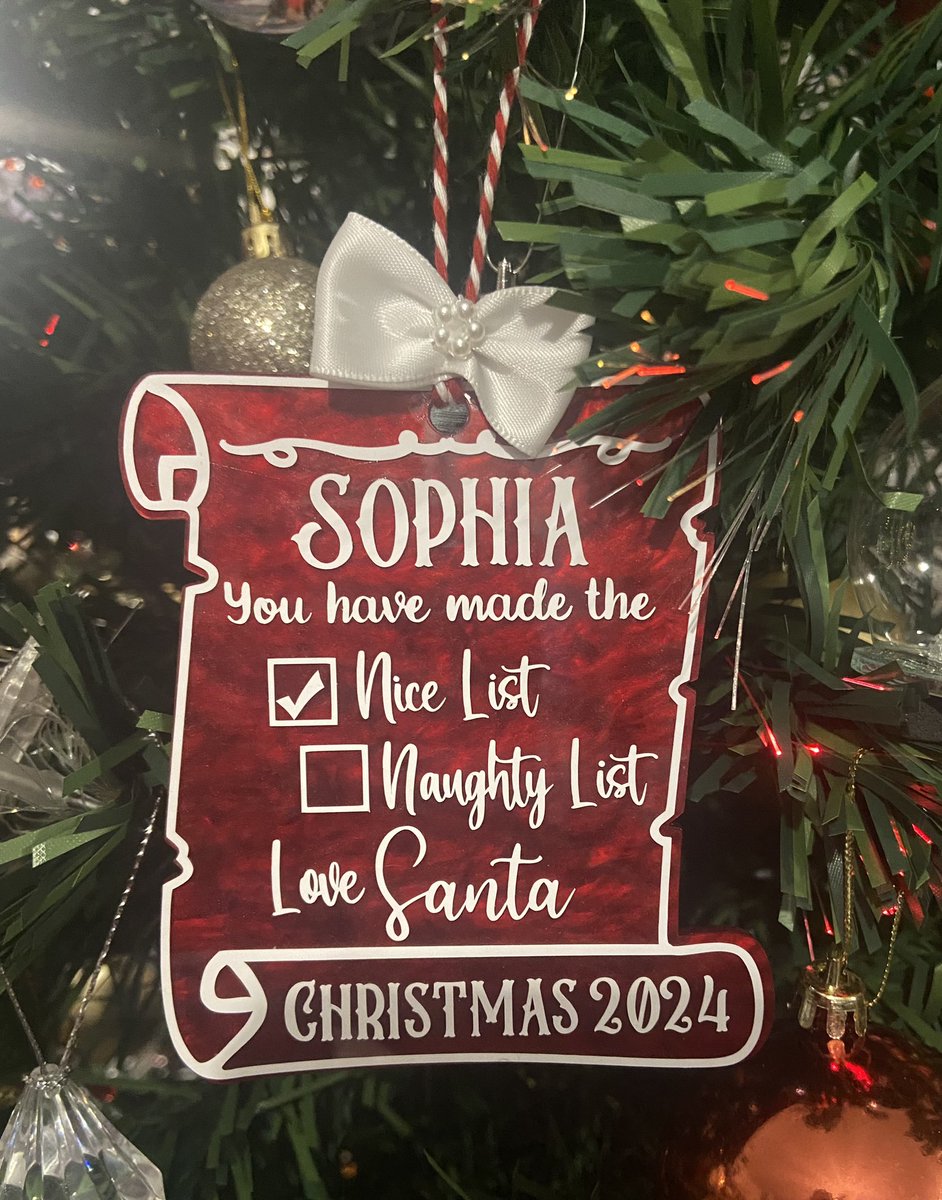 SOPHIA
You have made the
Nice List
Naughty List
Love Santa
CHRISTMAS 2024